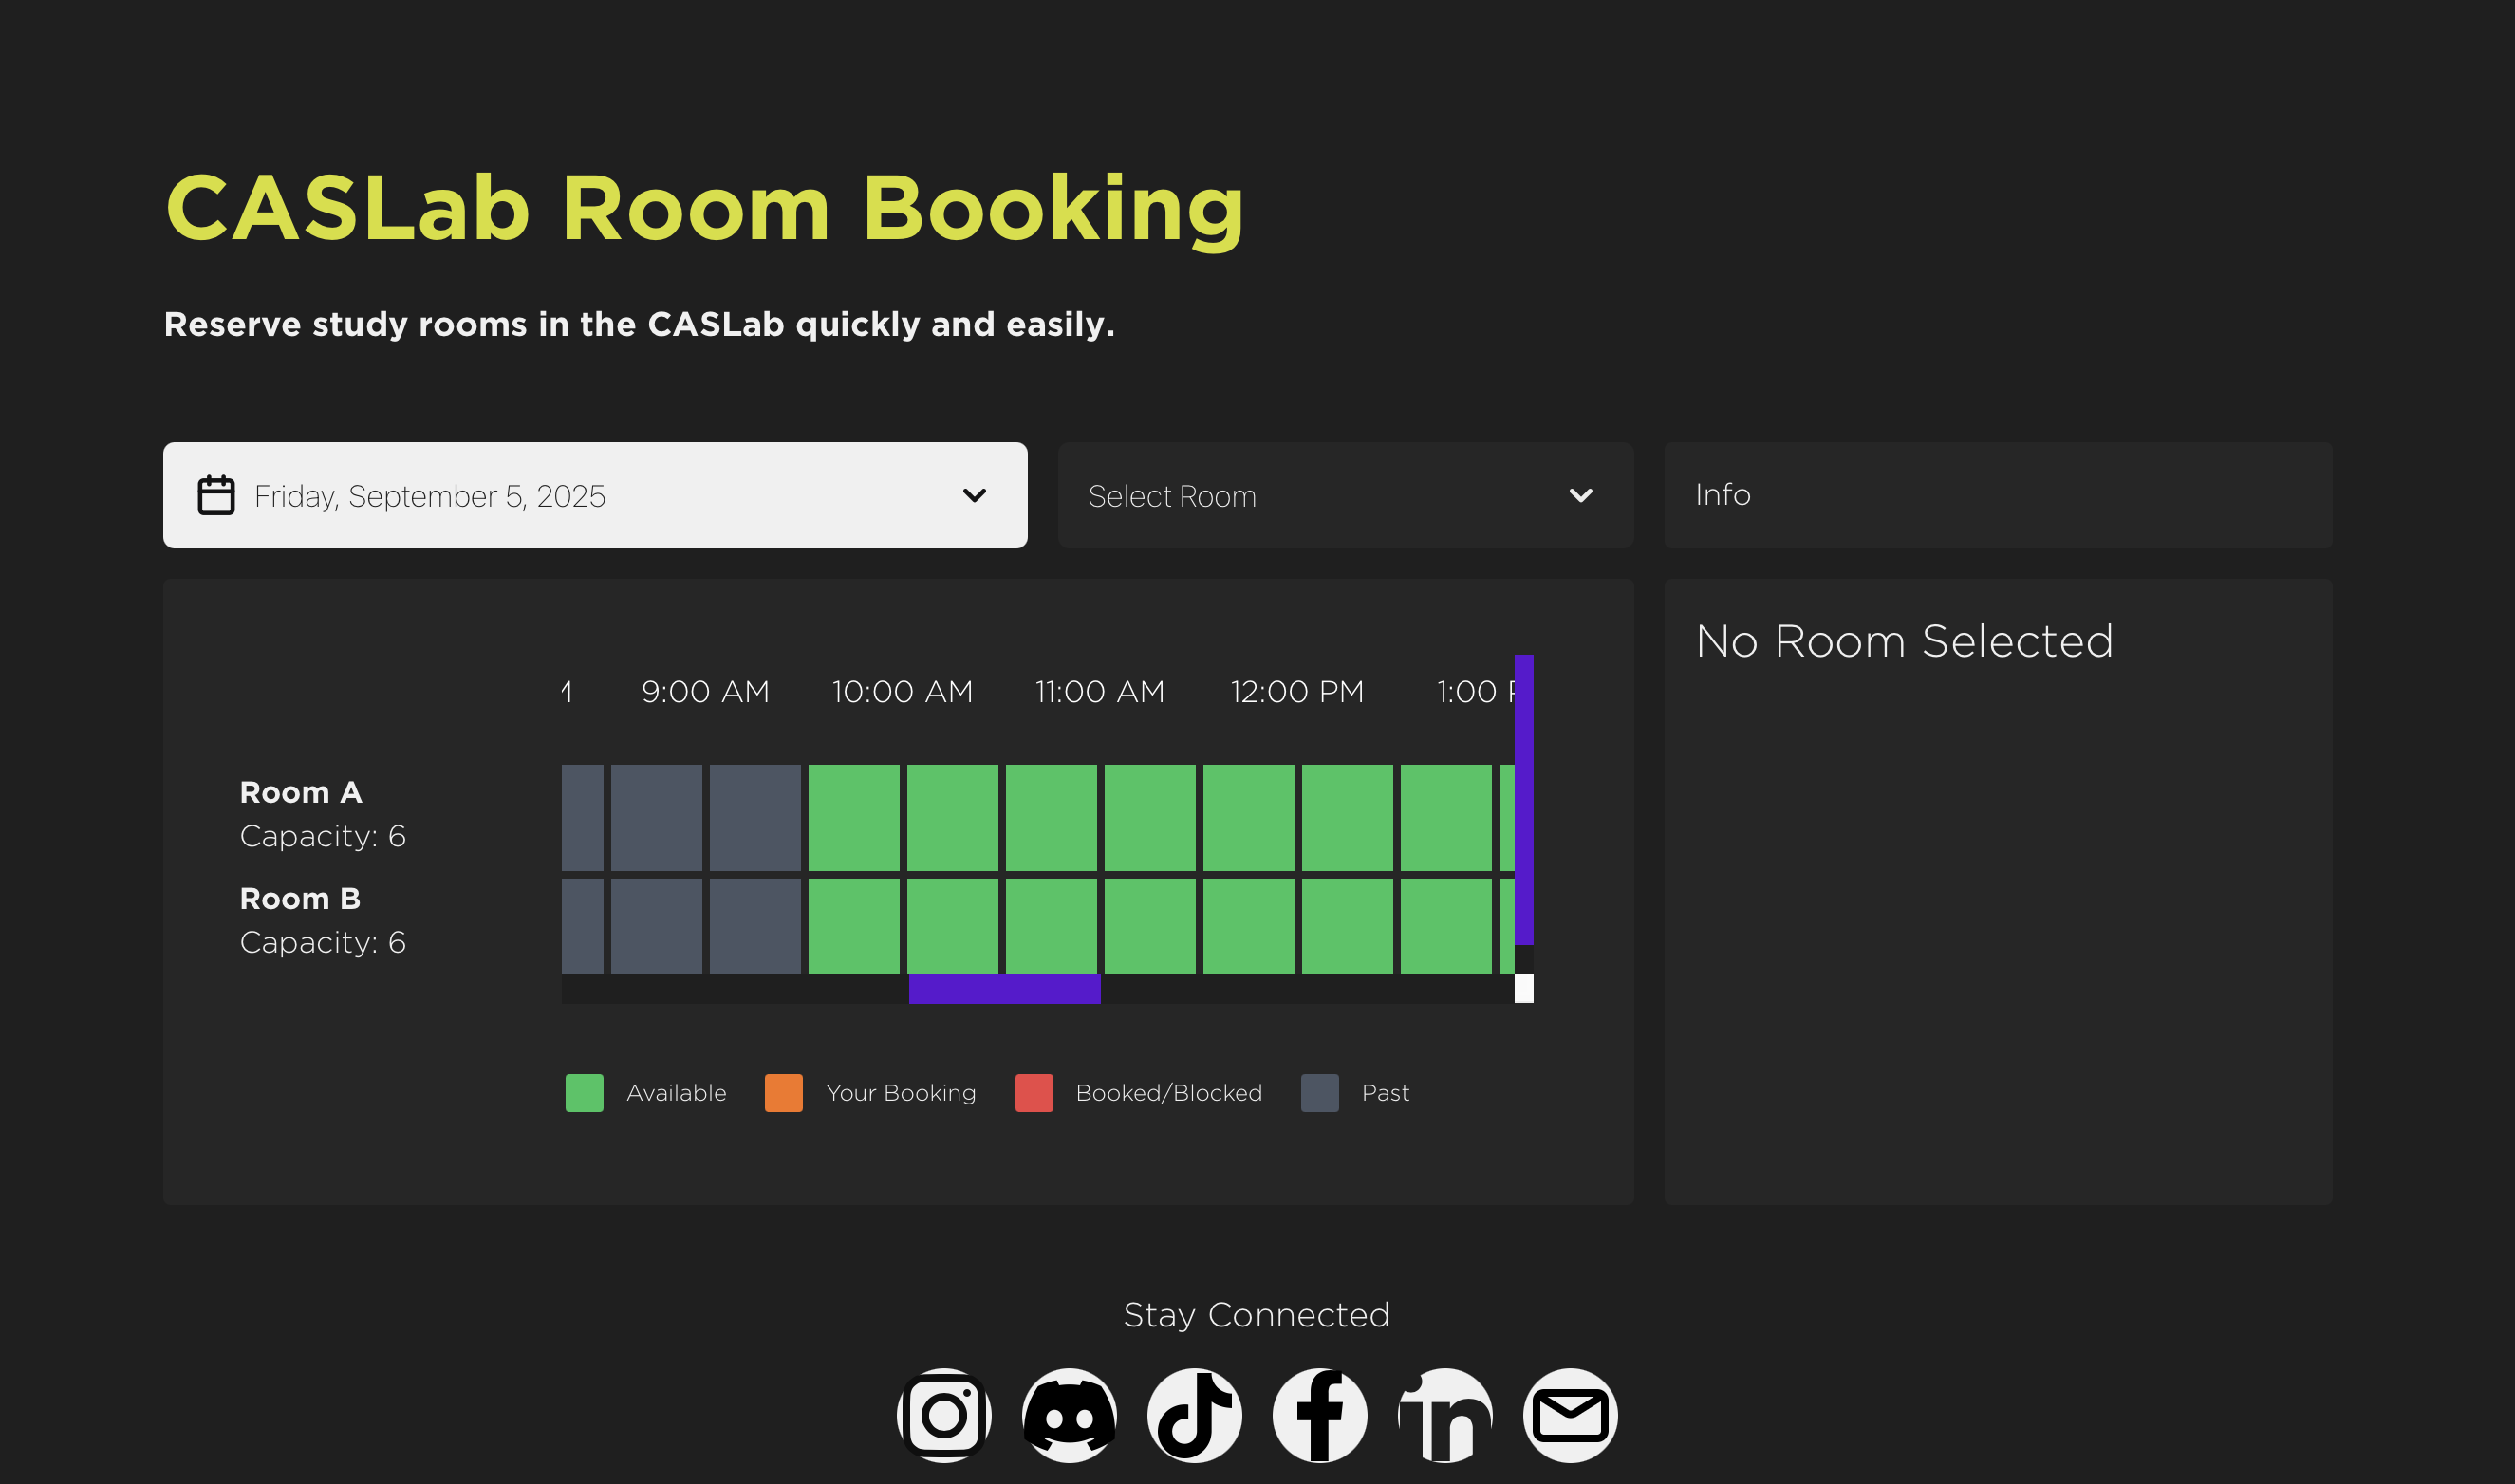 CASLab Room Booking
Reserve study rooms in the CASLab quickly and easily.
Friday, September 5, 2025
Select Room
Info
No Room Selected
9:00 AM 10:00 AM 11:00 AM 12:00 PM 1:00
Room A
Capacity: 6
Room B
Capacity: 6
Available Your Booking Booked/Blocked Past
Stay Connected